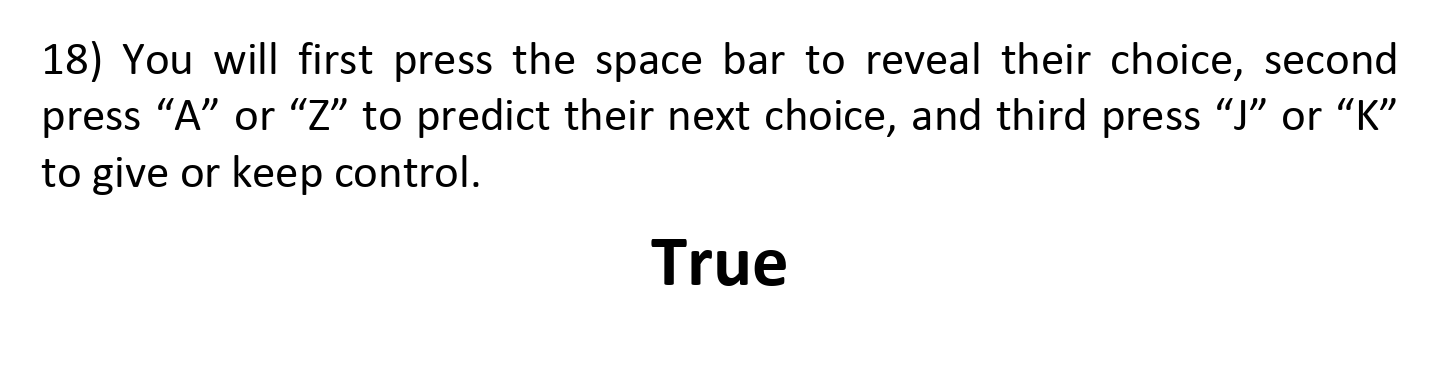 18) You will first press the space bar to reveal their choice, second
press “A” or “Z” to predict their next choice, and third press “J” or “K”
to give or keep control.
True